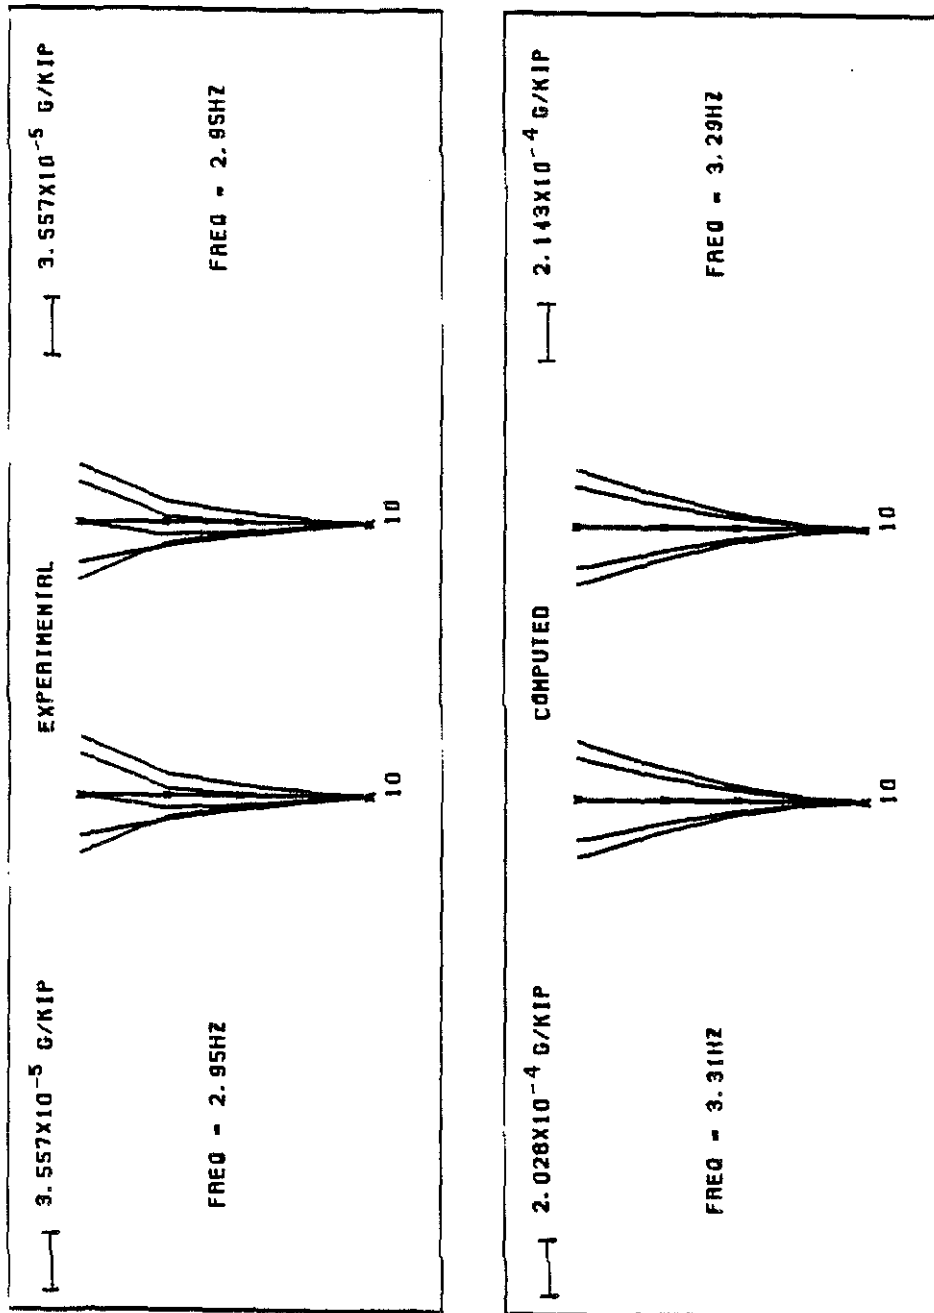 EXPERIMENTAL
3.557X10⁻⁵ G/KIP
3.557X10⁻⁵ G/KIP
FREQ = 2.95HZ
FREQ = 2.95HZ
10
10
COMPUTED
2.028X10⁻⁴ G/KIP
2.143X10⁻⁴ G/KIP
FREQ = 3.31HZ
FREQ = 3.29HZ
10
10